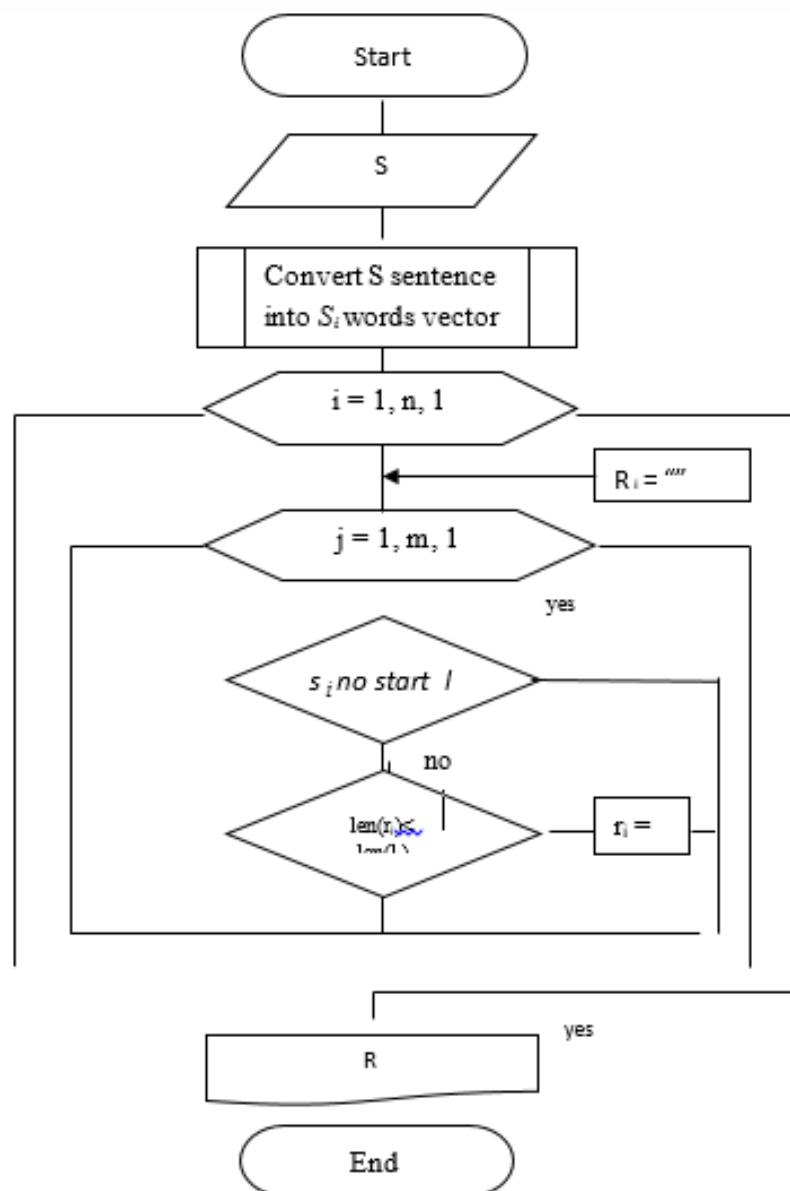 Start
S
Convert S sentence
into Sᵢ words vector
i = 1, n, 1
R ᵢ = “”
j = 1, m, 1
yes
s ᵢ no start l
no
len(rᵢ)≤
rᵢ =
yes
R
End